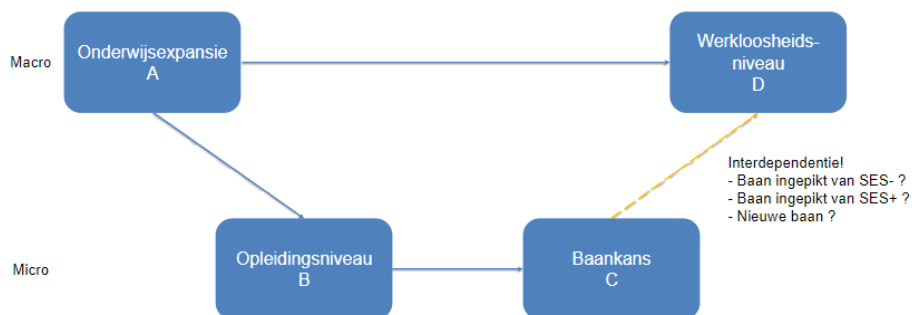 Macro
Onderwijsexpansie
A
Werkloosheids-
niveau
D
Interdependentie!
- Baan ingepikt van SES- ?
- Baan ingepikt van SES+ ?
- Nieuwe baan ?
Micro
Opleidingsniveau
B
Baankans
C